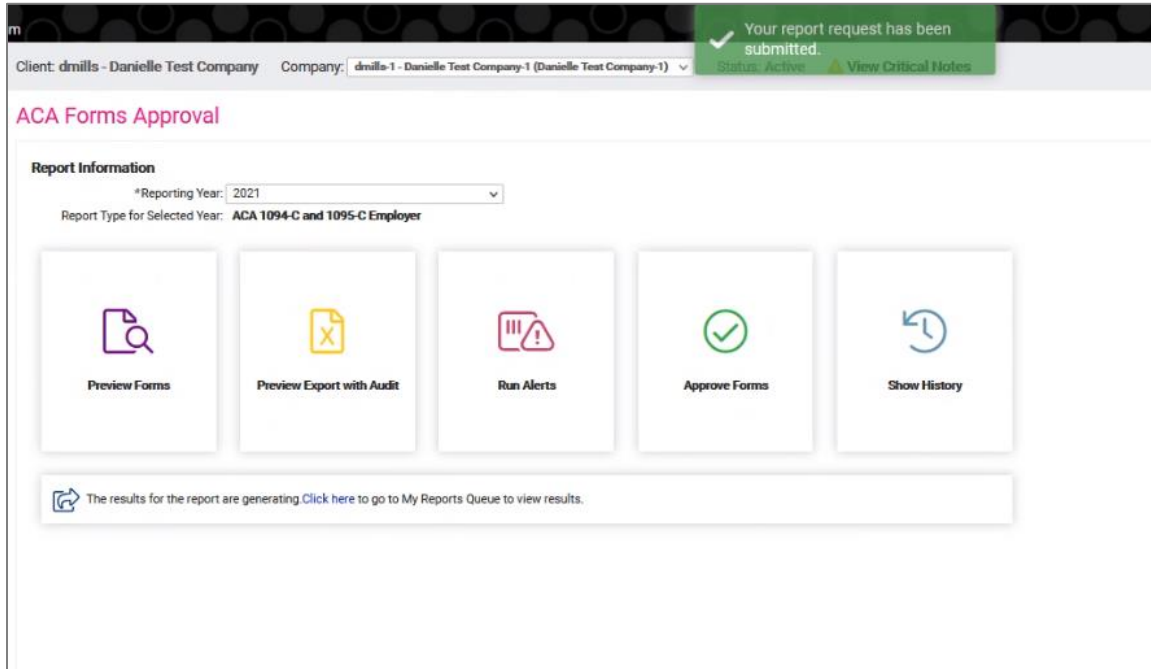 m
Your report request has been
submitted.
Client: dmills - Danielle Test Company Company: dmills-1 - Danielle Test Company-1 (Danielle Test Company-1) Status: Active View Critical Notes
ACA Forms Approval
Report Information
*Reporting Year: 2021
Report Type for Selected Year: ACA 1094-C and 1095-C Employer
Preview Forms Preview Export with Audit Run Alerts Approve Forms Show History
The results for the report are generating.Click here to go to My Reports Queue to view results.